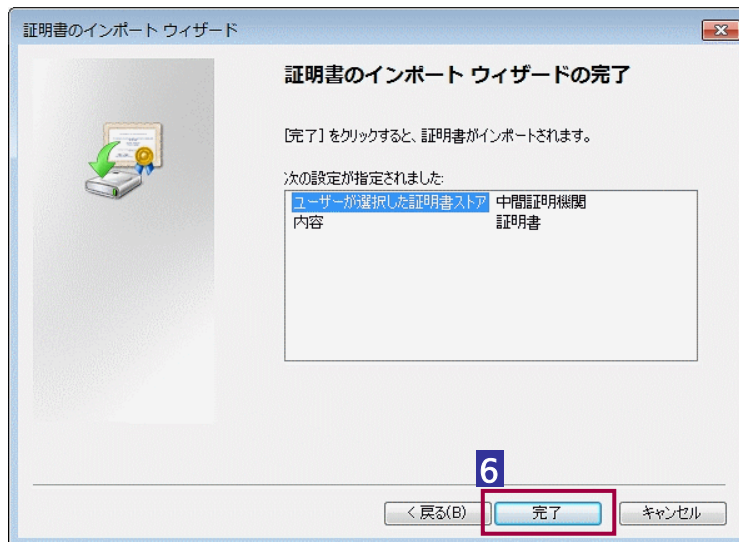 証明書のインポート ウィザード
証明書のインポート ウィザードの完了
[完了] をクリックすると、証明書がインポートされます。
次の設定が指定されました:
ユーザーが選択した証明書ストア 中間証明機関
内容 証明書
6
< 戻る(B) 完了 キャンセル